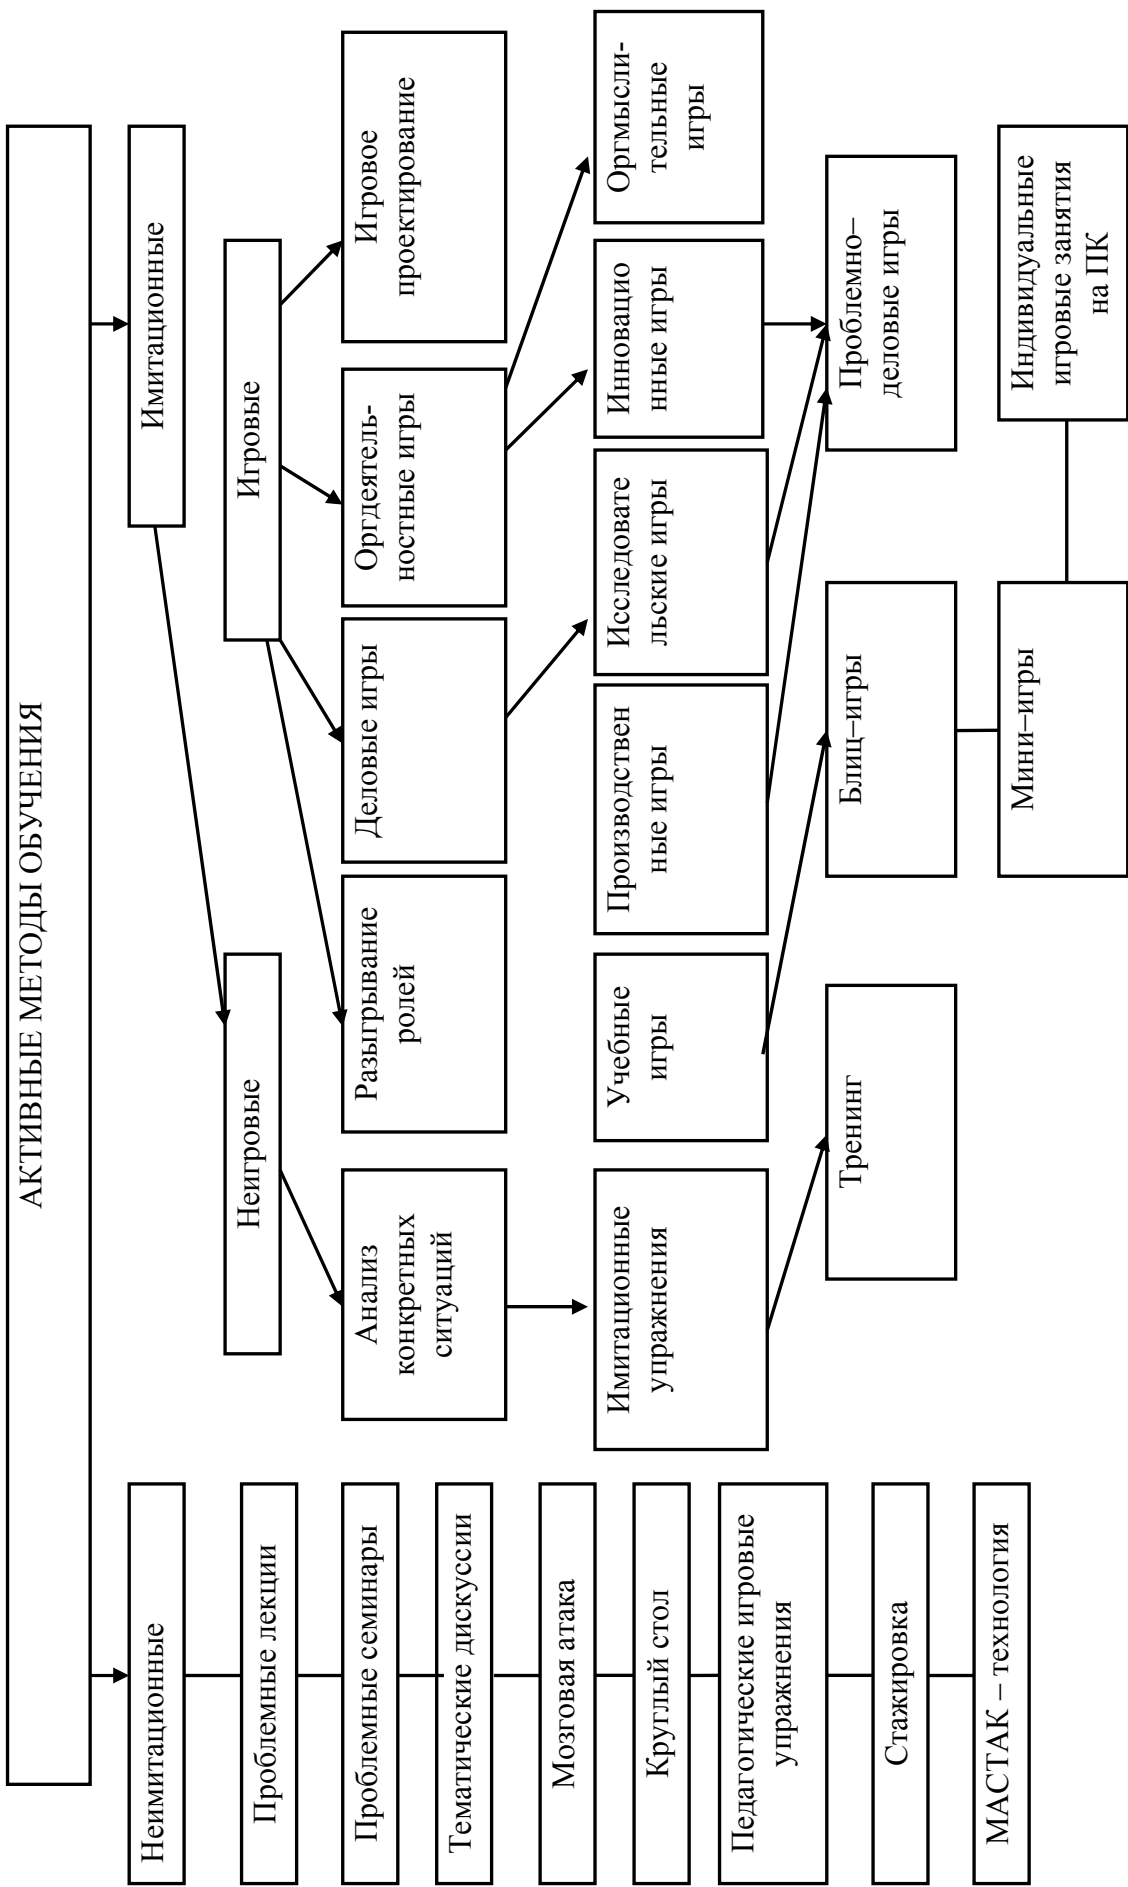 АКТИВНЫЕ МЕТОДЫ ОБУЧЕНИЯ
Неимитационные
Имитационные
Неигровые
Игровые
Проблемные лекции
Проблемные семинары
Тематические дискуссии
Мозговая атака
Круглый стол
Педагогические игровые
упражнения
Стажировка
МАСТАК – технология
Анализ
конкретных
ситуаций
Разыгрывание
ролей
Деловые игры
Оргдеятель-
ностные игры
Игровое
проектирование
Имитационные
упражнения
Учебные
игры
Производствен
ные игры
Исследовате
льские игры
Инновацио
нные игры
Оргмысли-
тельные
игры
Тренинг
Блиц–игры
Проблемно–
деловые игры
Мини–игры
Индивидуальные
игровые занятия
на ПК